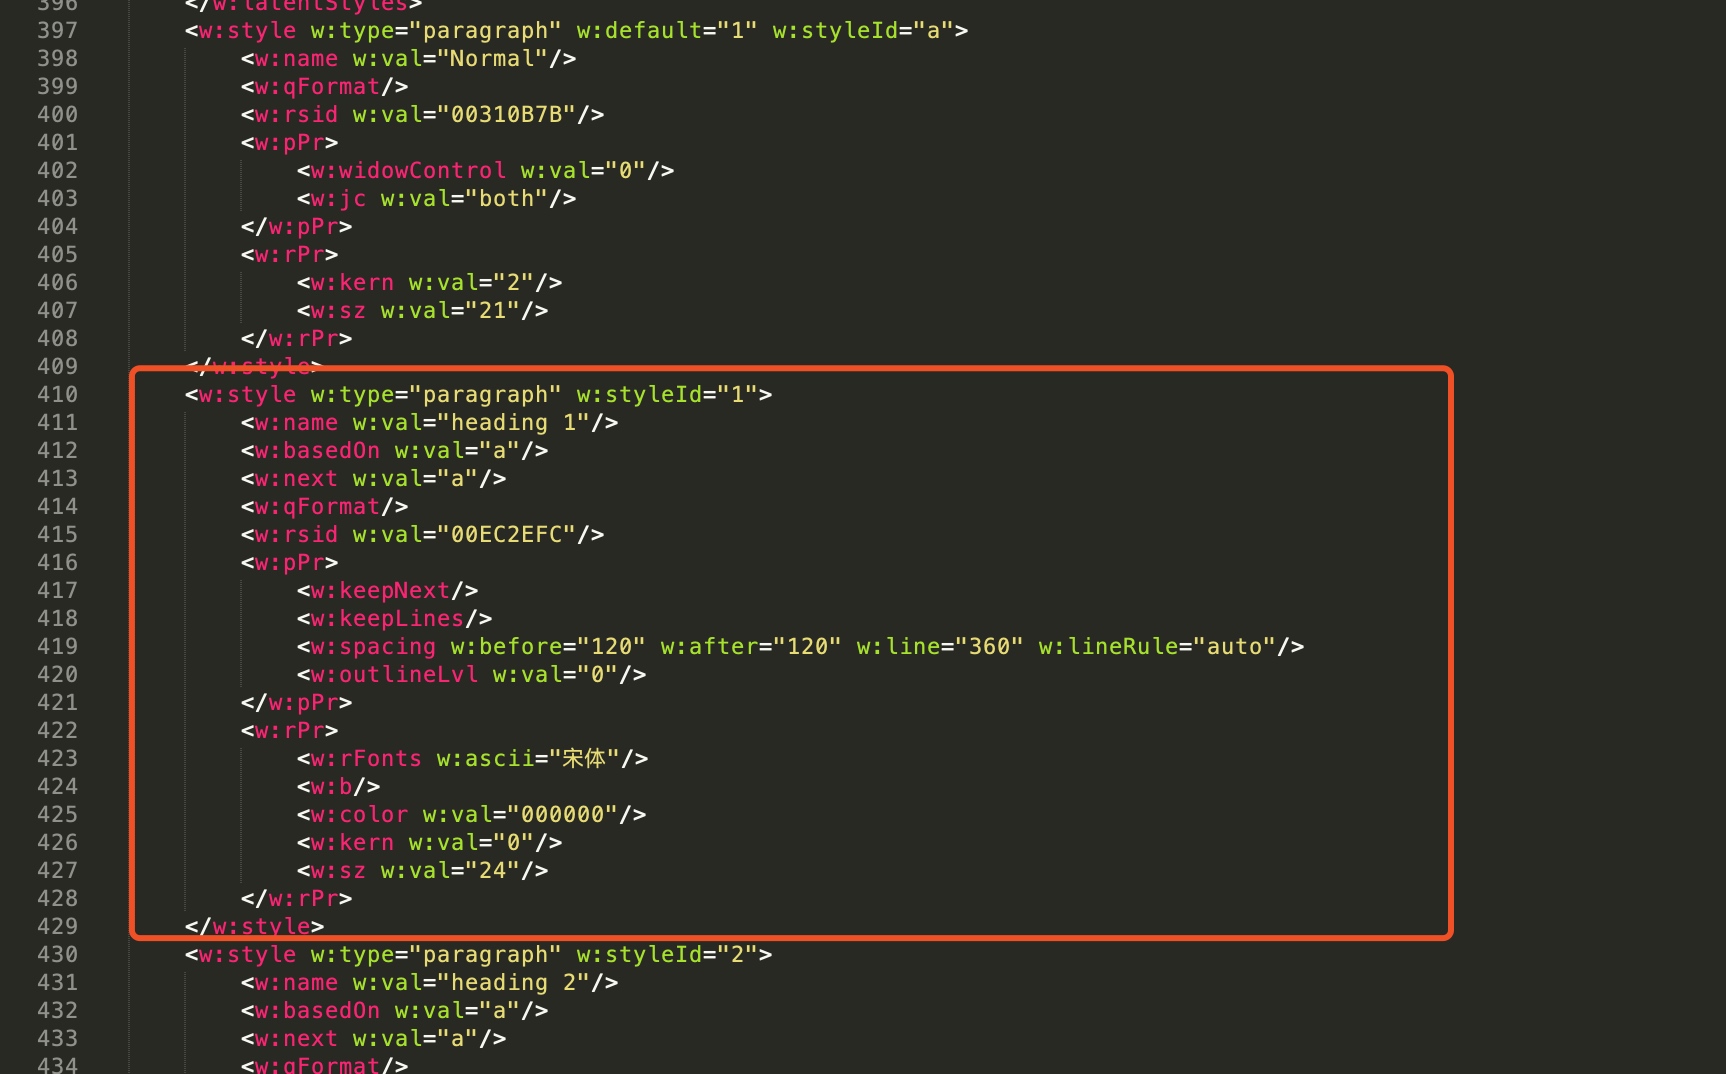 396 </w:latentStyles>
397 <w:style w:type="paragraph" w:default="1" w:styleId="a">
398 <w:name w:val="Normal"/>
399 <w:qFormat/>
400 <w:rsid w:val="00310B7B"/>
401 <w:pPr>
402 <w:widowControl w:val="0"/>
403 <w:jc w:val="both"/>
404 </w:pPr>
405 <w:rPr>
406 <w:kern w:val="2"/>
407 <w:sz w:val="21"/>
408 </w:rPr>
409 </w:style>
410 <w:style w:type="paragraph" w:styleId="1">
411 <w:name w:val="heading 1"/>
412 <w:basedOn w:val="a"/>
413 <w:next w:val="a"/>
414 <w:qFormat/>
415 <w:rsid w:val="00EC2EFC"/>
416 <w:pPr>
417 <w:keepNext/>
418 <w:keepLines/>
419 <w:spacing w:before="120" w:after="120" w:line="360" w:lineRule="auto"/>
420 <w:outlineLvl w:val="0"/>
421 </w:pPr>
422 <w:rPr>
423 <w:rFonts w:ascii="宋体"/>
424 <w:b/>
425 <w:color w:val="000000"/>
426 <w:kern w:val="0"/>
427 <w:sz w:val="24"/>
428 </w:rPr>
429 </w:style>
430 <w:style w:type="paragraph" w:styleId="2">
431 <w:name w:val="heading 2"/>
432 <w:basedOn w:val="a"/>
433 <w:next w:val="a"/>
434 <w:qFormat/>